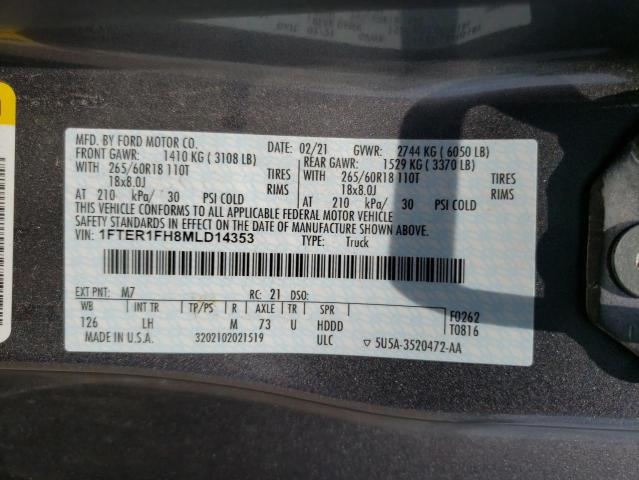 MFD. BY FORD MOTOR CO. 02/21 GVWR: 2744 KG ( 6050 LB)
FRONT GAWR: 1410 KG ( 3108 LB) REAR GAWR: 1529 KG ( 3370 LB)
WITH 265/60R18 110T TIRES WITH 265/60R18 110T TIRES
18x8.0J RIMS 18x8.0J RIMS
AT 210 kPa/ 30 PSI COLD AT 210 kPa/ 30 PSI COLD
THIS VEHICLE CONFORMS TO ALL APPLICABLE FEDERAL MOTOR VEHICLE
SAFETY STANDARDS IN EFFECT ON THE DATE OF MANUFACTURE SHOWN ABOVE.
VIN: 1FTER1FH8MLD14353 TYPE: Truck
EXT PNT: M7 RC: 21 DSO:
WB INT TR TP/PS R AXLE TR SPR F0262
126 LH M 73 U HDDD T0816
MADE IN U.S.A. 3202102021519 ULC ▽ 5U5A-3520472-AA